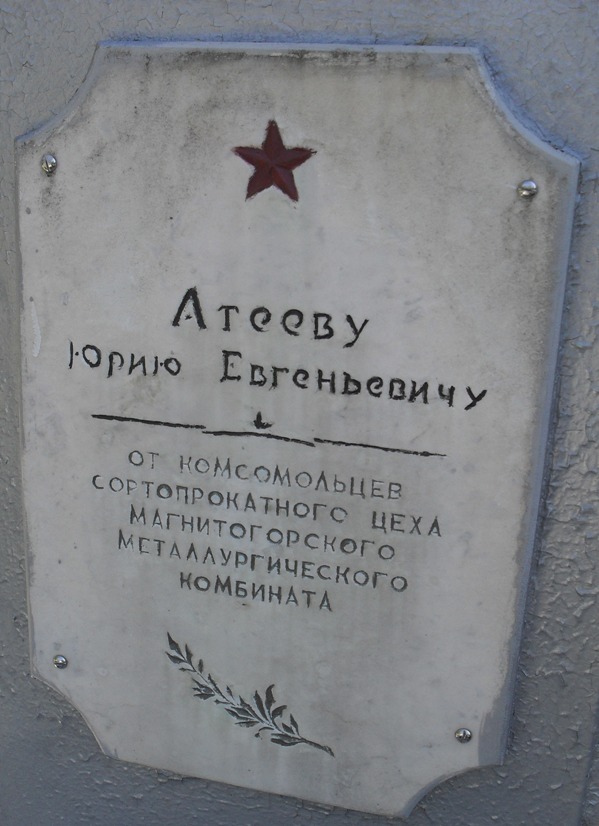 Атееву
Юрию Евгеньевичу
ОТ КОМСОМОЛЬЦЕВ
СОРТОПРОКАТНОГО ЦЕХА
МАГНИТОГОРСКОГО
МЕТАЛЛУРГИЧЕСКОГО
КОМБИНАТА